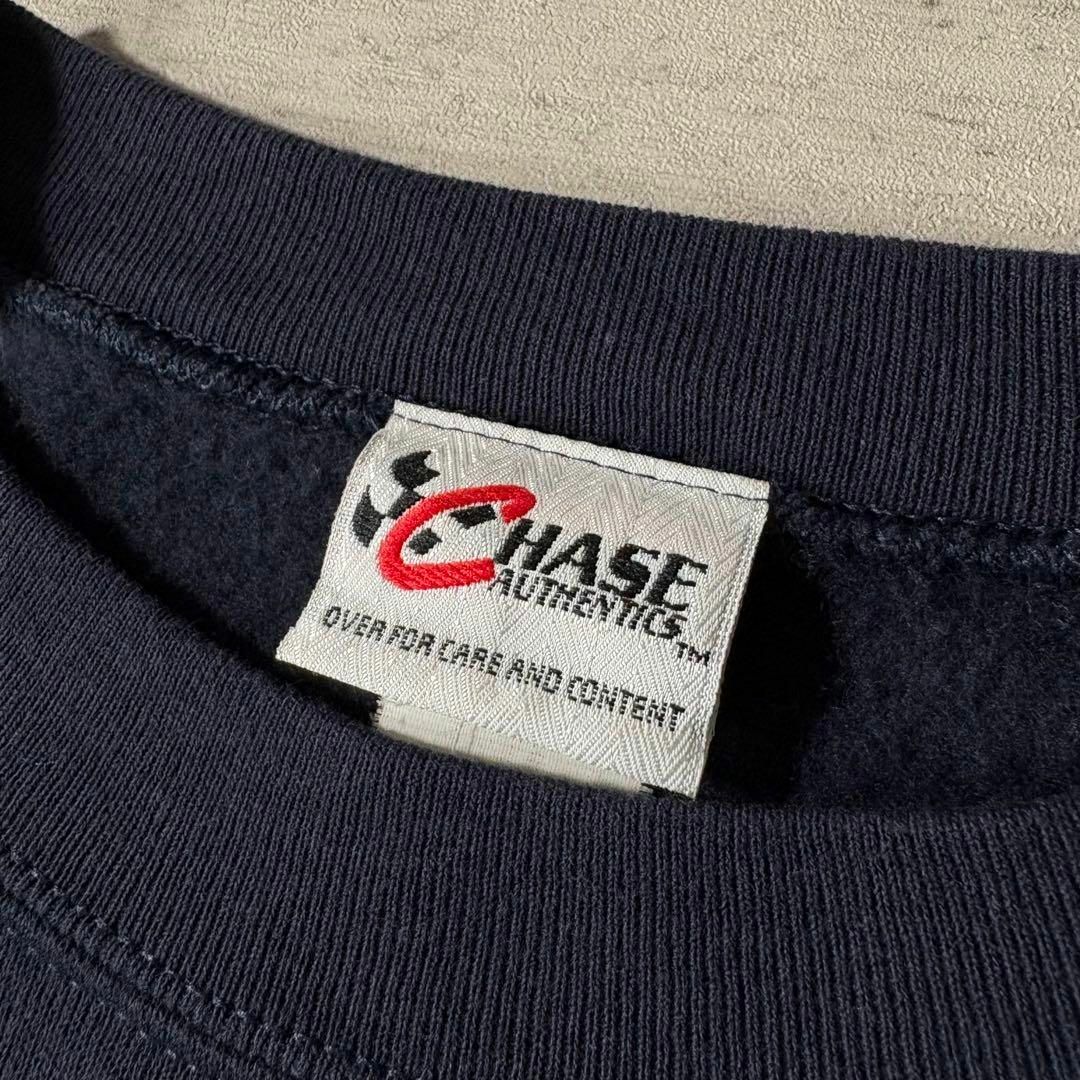 CHASE
AUTHENTICS™
OVER FOR CARE AND CONTENT